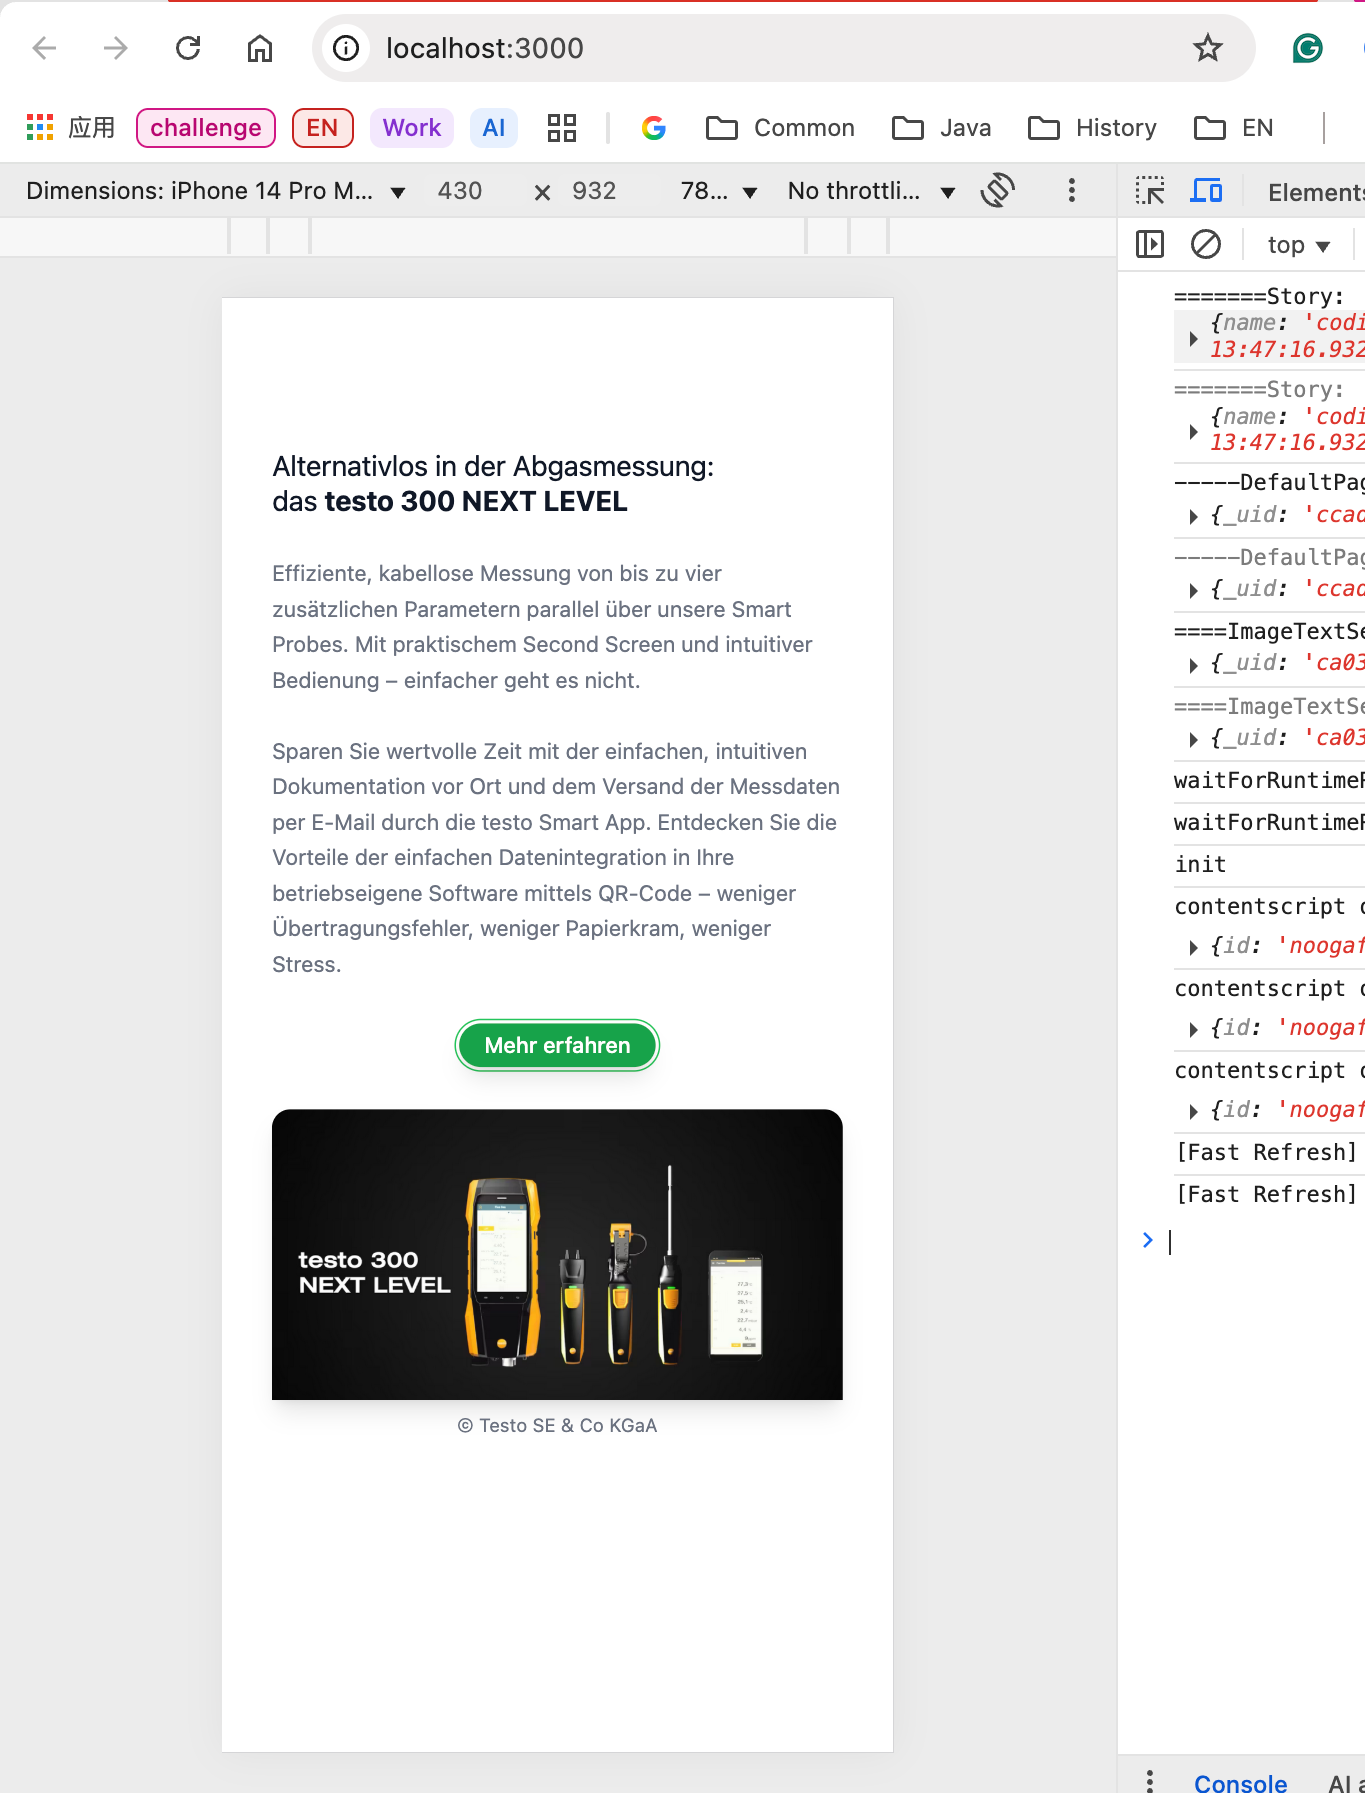 localhost:3000
应用
challenge
EN
Work
AI
Common
Java
History
EN
Dimensions: iPhone 14 Pro M...
430
×
932
78...
No throttli...
Elements
top
=======Story:
{name: 'codi
13:47:16.932
=======Story:
{name: 'codi
13:47:16.932
-----DefaultPag
{_uid: 'ccad
-----DefaultPag
{_uid: 'ccad
====ImageTextSe
{_uid: 'ca03
====ImageTextSe
{_uid: 'ca03
waitForRuntimeR
waitForRuntimeR
init
contentscript
{id: 'noogaf
contentscript
{id: 'noogaf
contentscript
{id: 'noogaf
[Fast Refresh]
[Fast Refresh]
Console
AI a
Alternativlos in der Abgasmessung:
das testo 300 NEXT LEVEL
Effiziente, kabellose Messung von bis zu vier
zusätzlichen Parametern parallel über unsere Smart
Probes. Mit praktischem Second Screen und intuitiver
Bedienung – einfacher geht es nicht.
Sparen Sie wertvolle Zeit mit der einfachen, intuitiven
Dokumentation vor Ort und dem Versand der Messdaten
per E-Mail durch die testo Smart App. Entdecken Sie die
Vorteile der einfachen Datenintegration in Ihre
betriebseigene Software mittels QR-Code – weniger
Übertragungsfehler, weniger Papierkram, weniger
Stress.
Mehr erfahren
testo 300
NEXT LEVEL
© Testo SE & Co KGaA